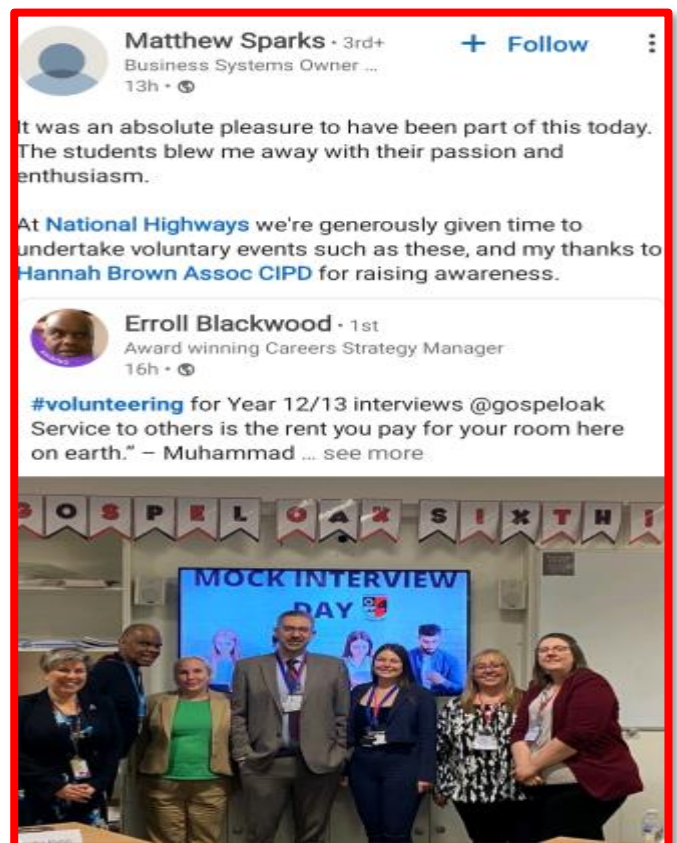 Matthew Sparks · 3rd+
+ Follow
Business Systems Owner ...
13h ·
It was an absolute pleasure to have been part of this today.
The students blew me away with their passion and
enthusiasm.
At National Highways we're generously given time to
undertake voluntary events such as these, and my thanks to
Hannah Brown Assoc CIPD for raising awareness.
Erroll Blackwood · 1st
Award winning Careers Strategy Manager
16h ·
#volunteering for Year 12/13 interviews @gospeloak
Service to others is the rent you pay for your room here
on earth.” – Muhammad ... see more
GOSPEL OAK SIXTH
MOCK INTERVIEW
DAY